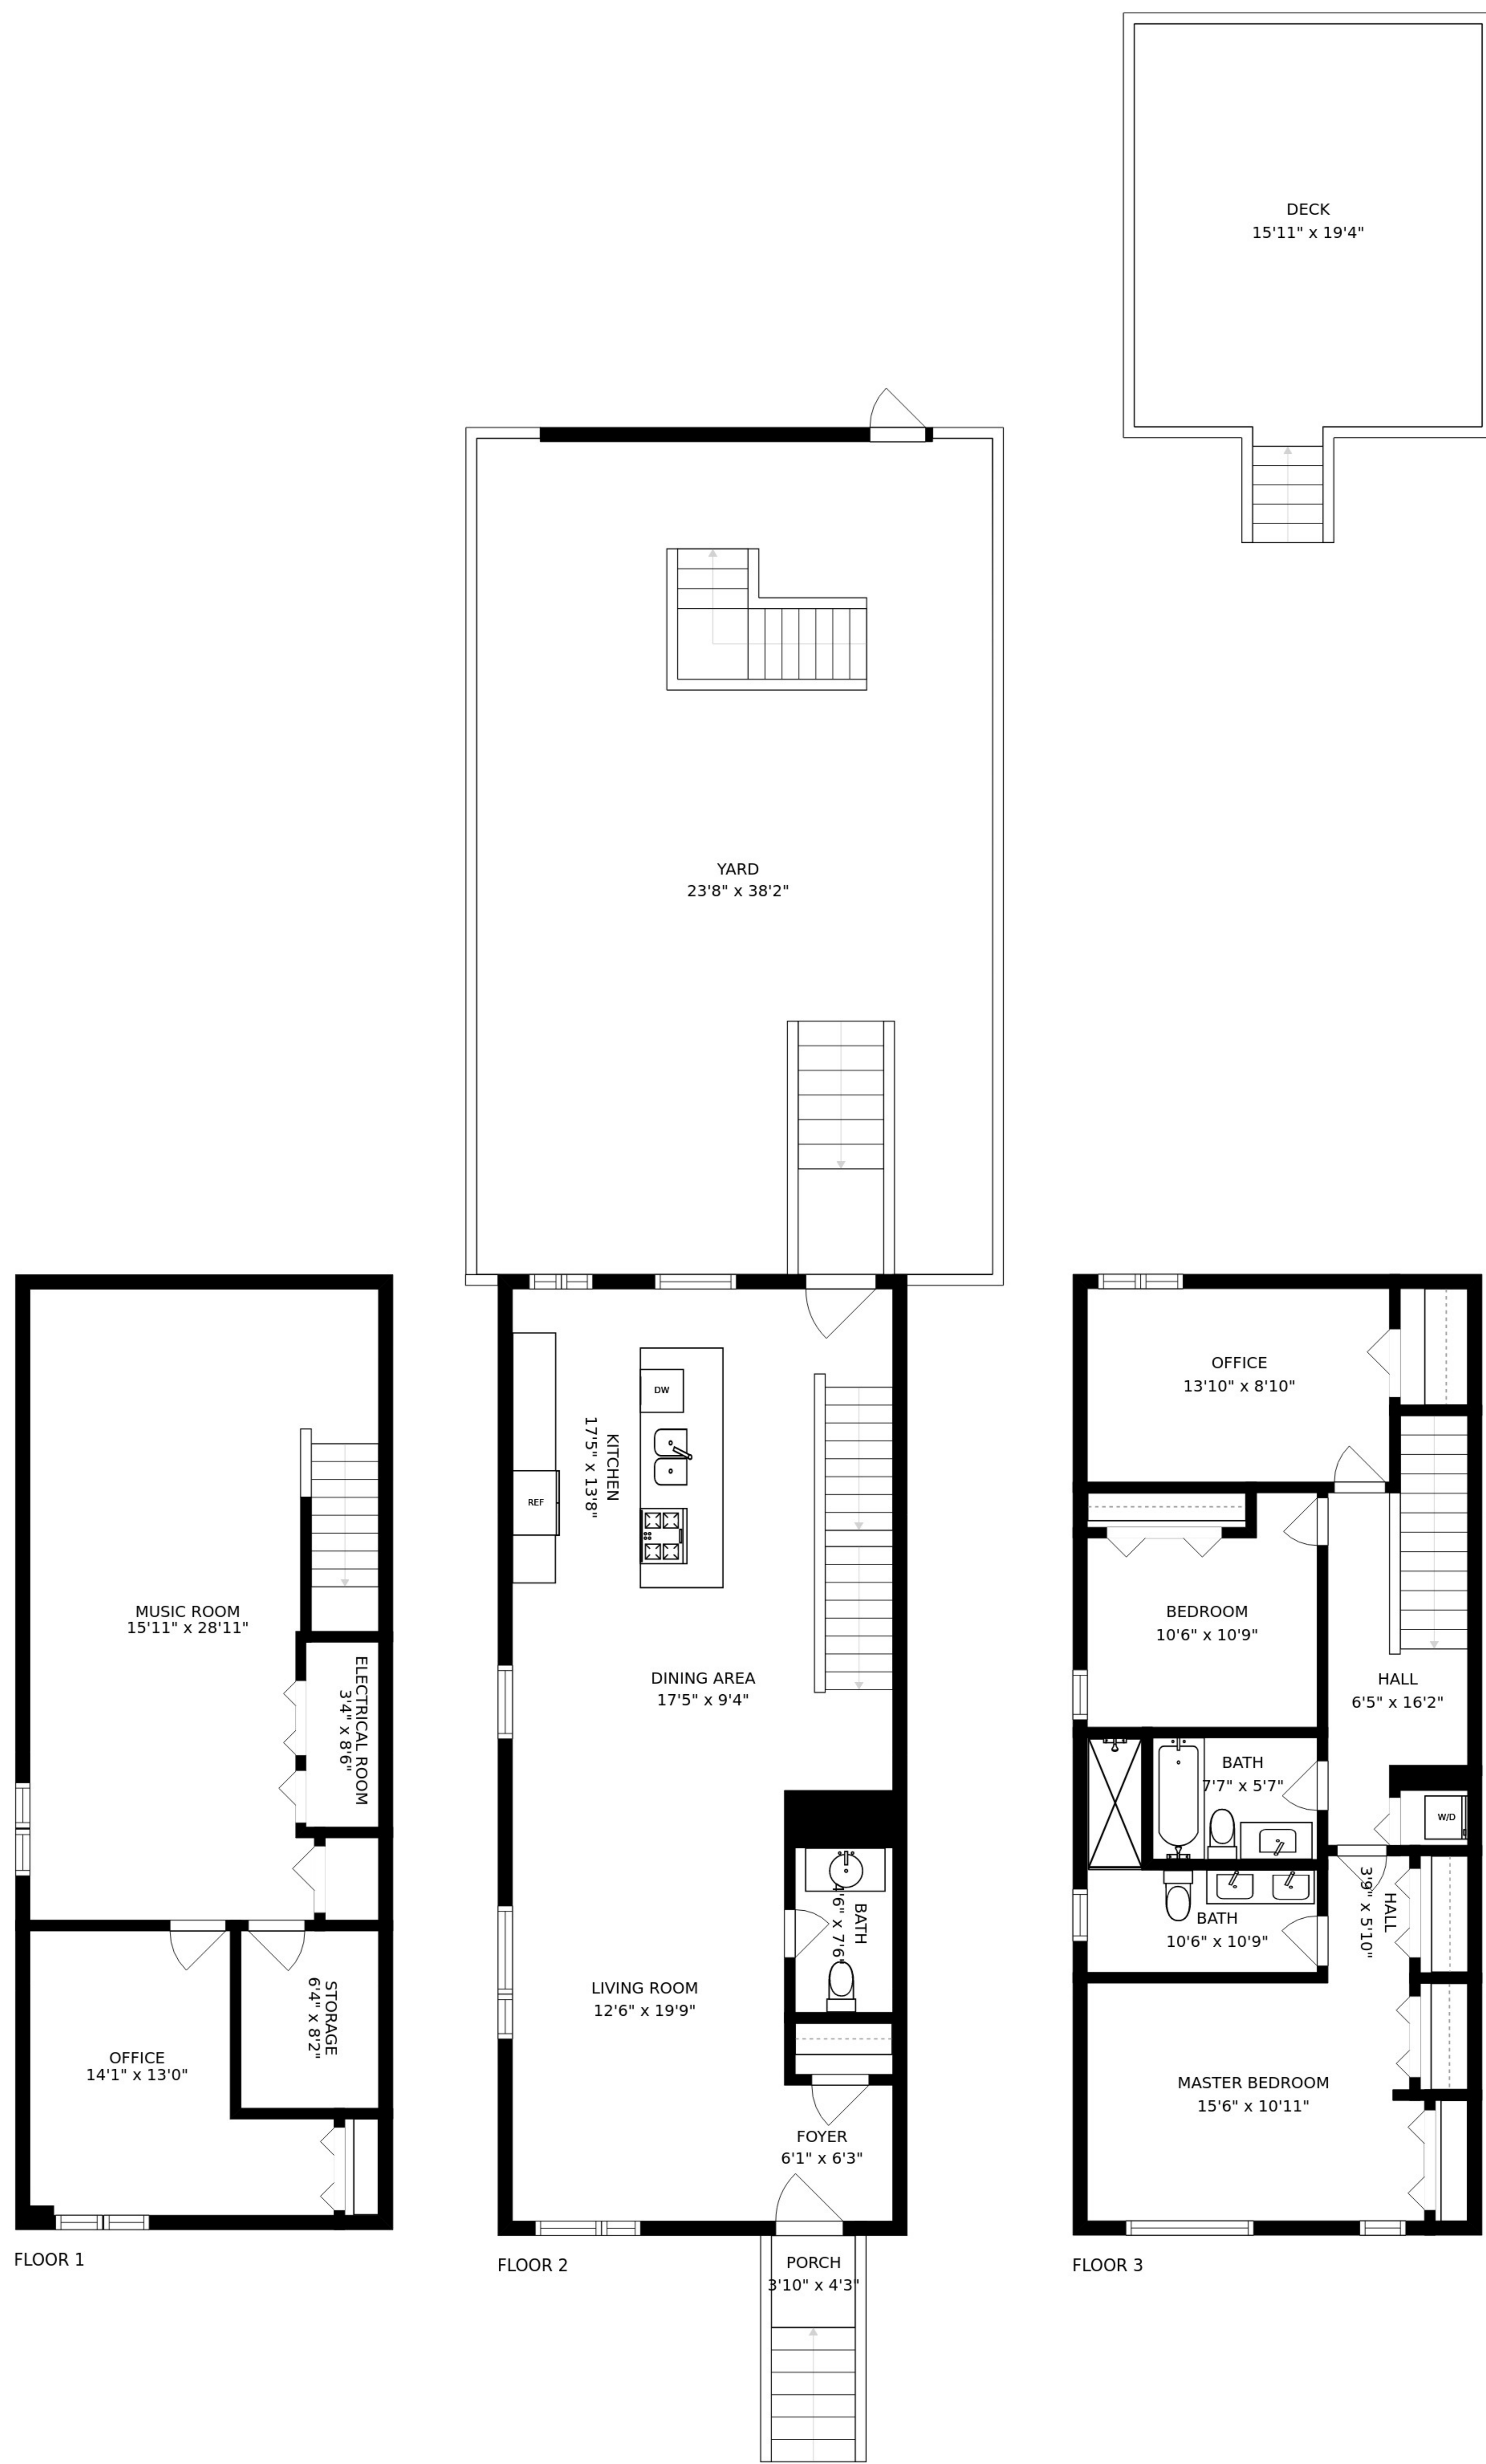 DECK
15'11" x 19'4"
YARD
23'8" x 38'2"
MUSIC ROOM
15'11" x 28'11"
ELECTRICAL ROOM
3'4" x 8'6"
STORAGE
6'4" x 8'2"
OFFICE
14'1" x 13'0"
FLOOR 1
DW
REF
KITCHEN
17'5" x 13'8"
DINING AREA
17'5" x 9'4"
BATH
4'6" x 7'6"
LIVING ROOM
12'6" x 19'9"
FOYER
6'1" x 6'3"
FLOOR 2
PORCH
3'10" x 4'3"
OFFICE
13'10" x 8'10"
BEDROOM
10'6" x 10'9"
HALL
6'5" x 16'2"
BATH
7'7" x 5'7"
W/D
HALL
3'9" x 5'10"
BATH
10'6" x 10'9"
MASTER BEDROOM
15'6" x 10'11"
FLOOR 3